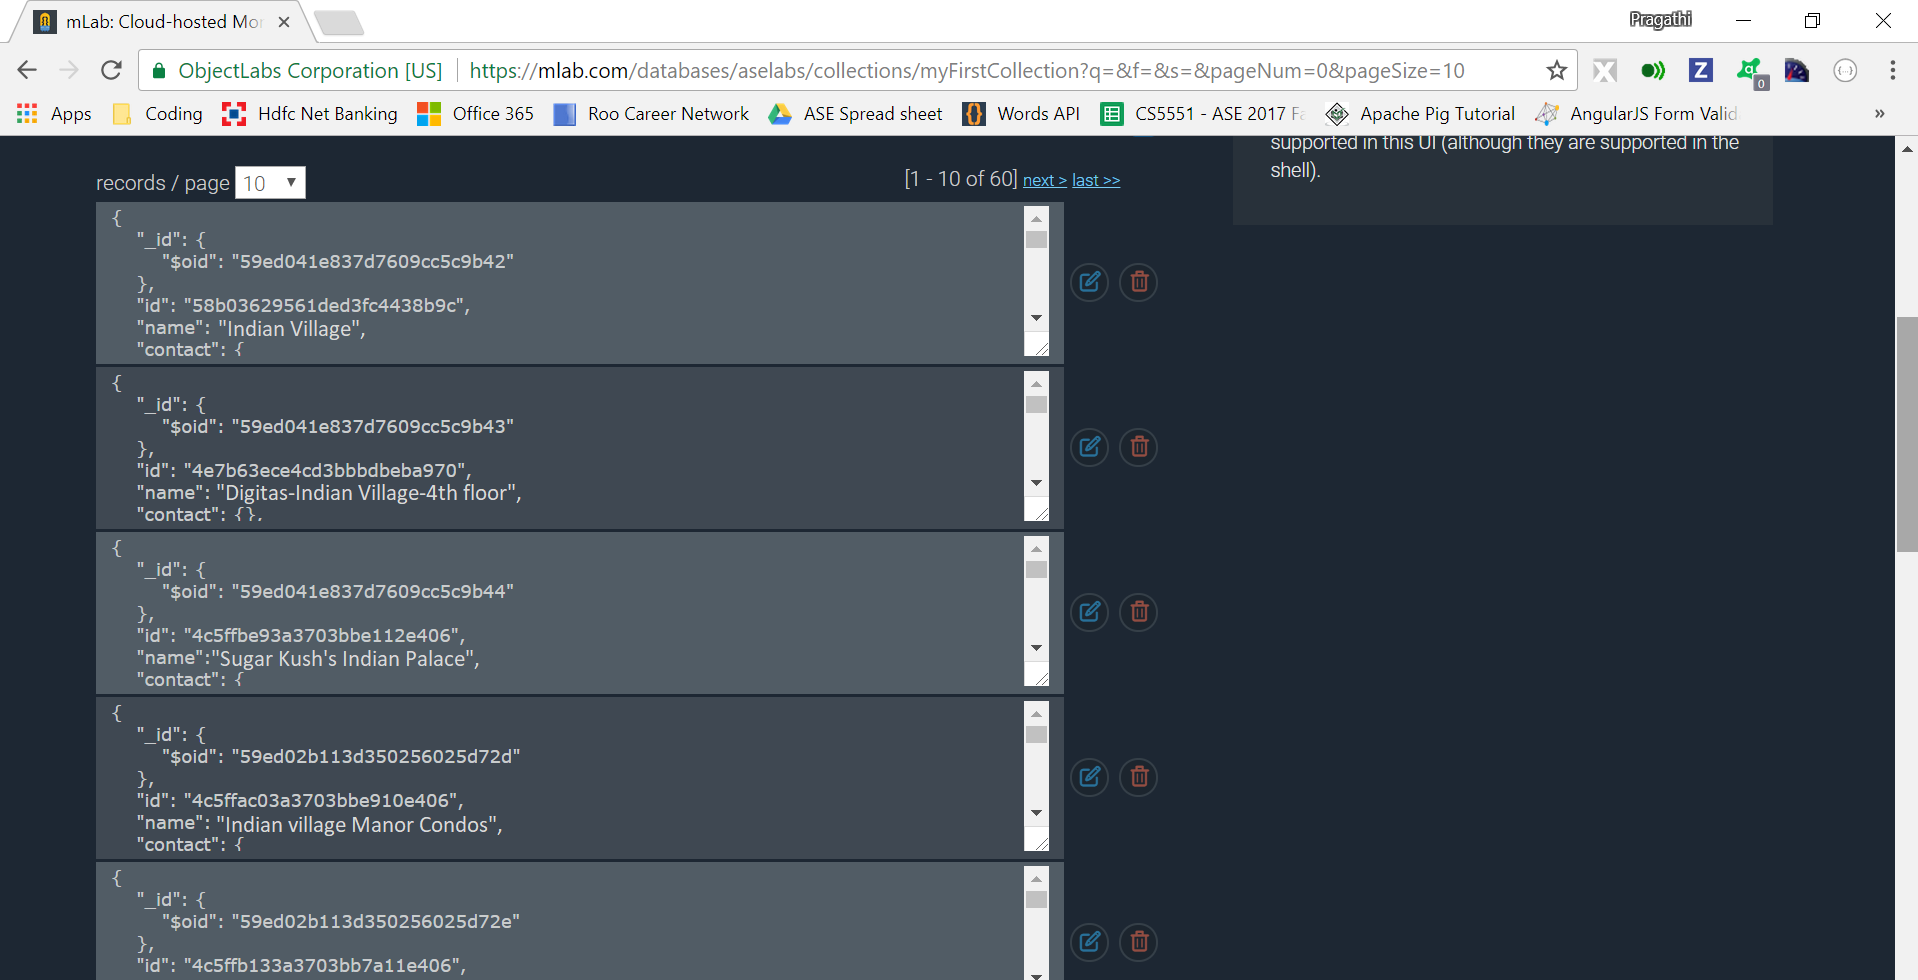 mLab: Cloud-hosted Mo
Pragathi
ObjectLabs Corporation [US] https://mlab.com/databases/aselabs/collections/myFirstCollection?q=&f=&s=&pageNum=0&pageSize=10
0
Apps Coding Hdfc Net Banking Office 365 Roo Career Network ASE Spread sheet Words API CS5551 - ASE 2017 Fa Apache Pig Tutorial AngularJS Form Valid »
supported in this UI (although they are supported in the
shell).
records / page 10
[1 - 10 of 60] next > last >>
{
"_id": {
"$oid": "59ed041e837d7609cc5c9b42"
},
"id": "58b03629561ded3fc4438b9c",
"name": "Indian Village",
"contact": {
{
"_id": {
"$oid": "59ed041e837d7609cc5c9b43"
},
"id": "4e7b63ece4cd3bbbdbeba970",
"name": "Digitas-Indian Village-4th floor",
"contact": {},
{
"_id": {
"$oid": "59ed041e837d7609cc5c9b44"
},
"id": "4c5ffbe93a3703bbe112e406",
"name":"Sugar Kush's Indian Palace",
"contact": {
{
"_id": {
"$oid": "59ed02b113d350256025d72d"
},
"id": "4c5ffac03a3703bbe910e406",
"name": "Indian village Manor Condos",
"contact": {
{
"_id": {
"$oid": "59ed02b113d350256025d72e"
},
"id": "4c5ffb133a3703bb7a11e406",